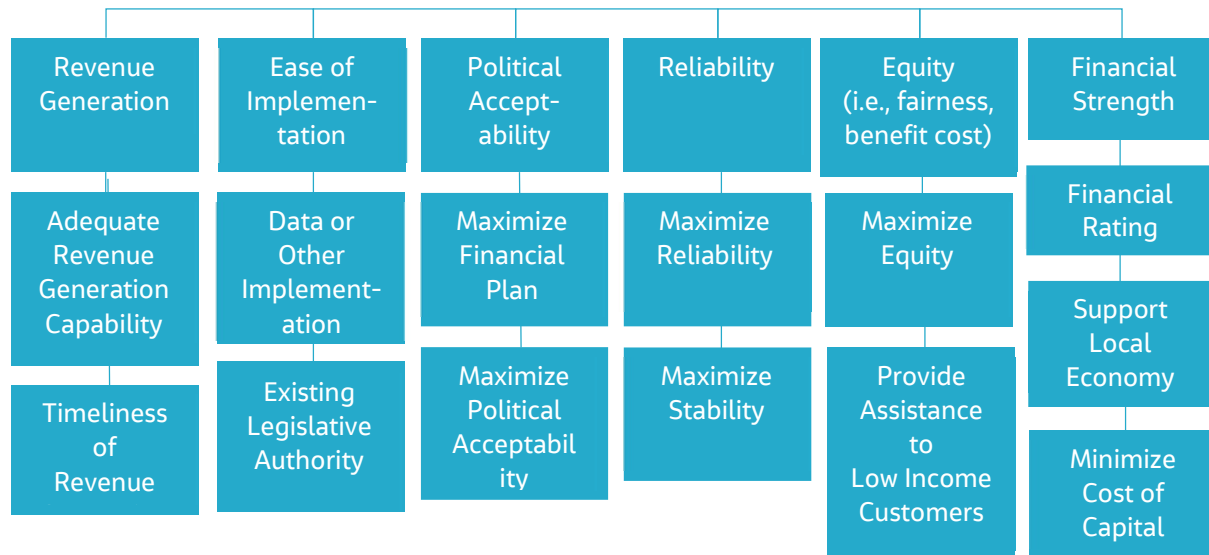 Revenue
Generation
Adequate
Revenue
Generation
Capability
Timeliness
of
Revenue
Ease of
Implemen-
tation
Data or
Other
Implement-
ation
Existing
Legislative
Authority
Political
Accept-
ability
Maximize
Financial
Plan
Maximize
Political
Acceptabil
ity
Reliability
Maximize
Reliability
Maximize
Stability
Equity
(i.e., fairness,
benefit cost)
Maximize
Equity
Provide
Assistance
to
Low Income
Customers
Financial
Strength
Financial
Rating
Support
Local
Economy
Minimize
Cost of
Capital